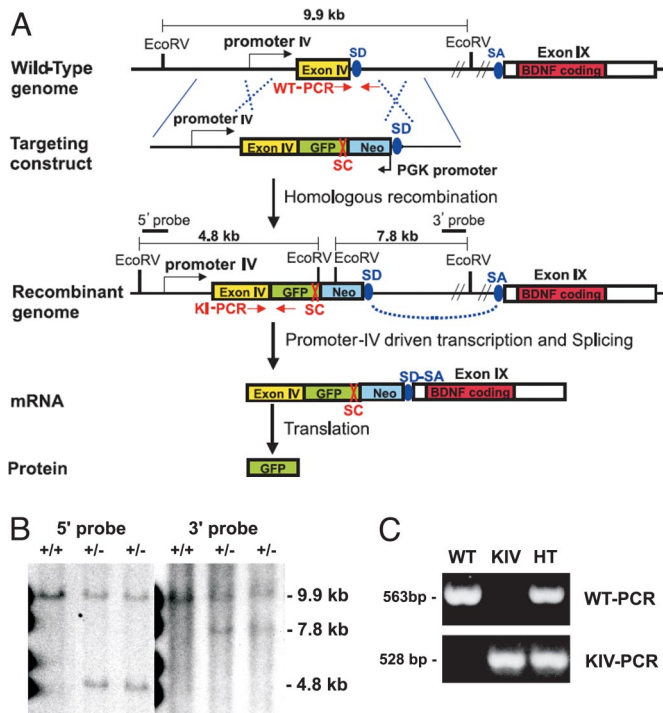 A
9.9 kb
EcoRV
promoter IV
SD
EcoRV
SA
Exon IX
Wild-Type
genome
Exon IV
BDNF coding
WT-PCR
promoter IV
SD
Targeting
construct
Exon IV
GFP
Neo
SC
PGK promoter
Homologous recombination
5' probe
3' probe
4.8 kb
7.8 kb
EcoRV
EcoRV
EcoRV
EcoRV
promoter IV
SD
SA
Exon IX
Recombinant
genome
Exon IV
GFP
Neo
BDNF coding
KI-PCR
SC
Promoter-IV driven transcription and Splicing
SD-SA
Exon IX
mRNA
Exon IV
GFP
Neo
BDNF coding
SC
Translation
Protein
GFP
B
5' probe
3' probe
+/+ +/- +/- +/+ +/- +/-
- 9.9 kb
- 7.8 kb
- 4.8 kb
C
WT KIV HT
563bp -
WT-PCR
528 bp -
KIV-PCR